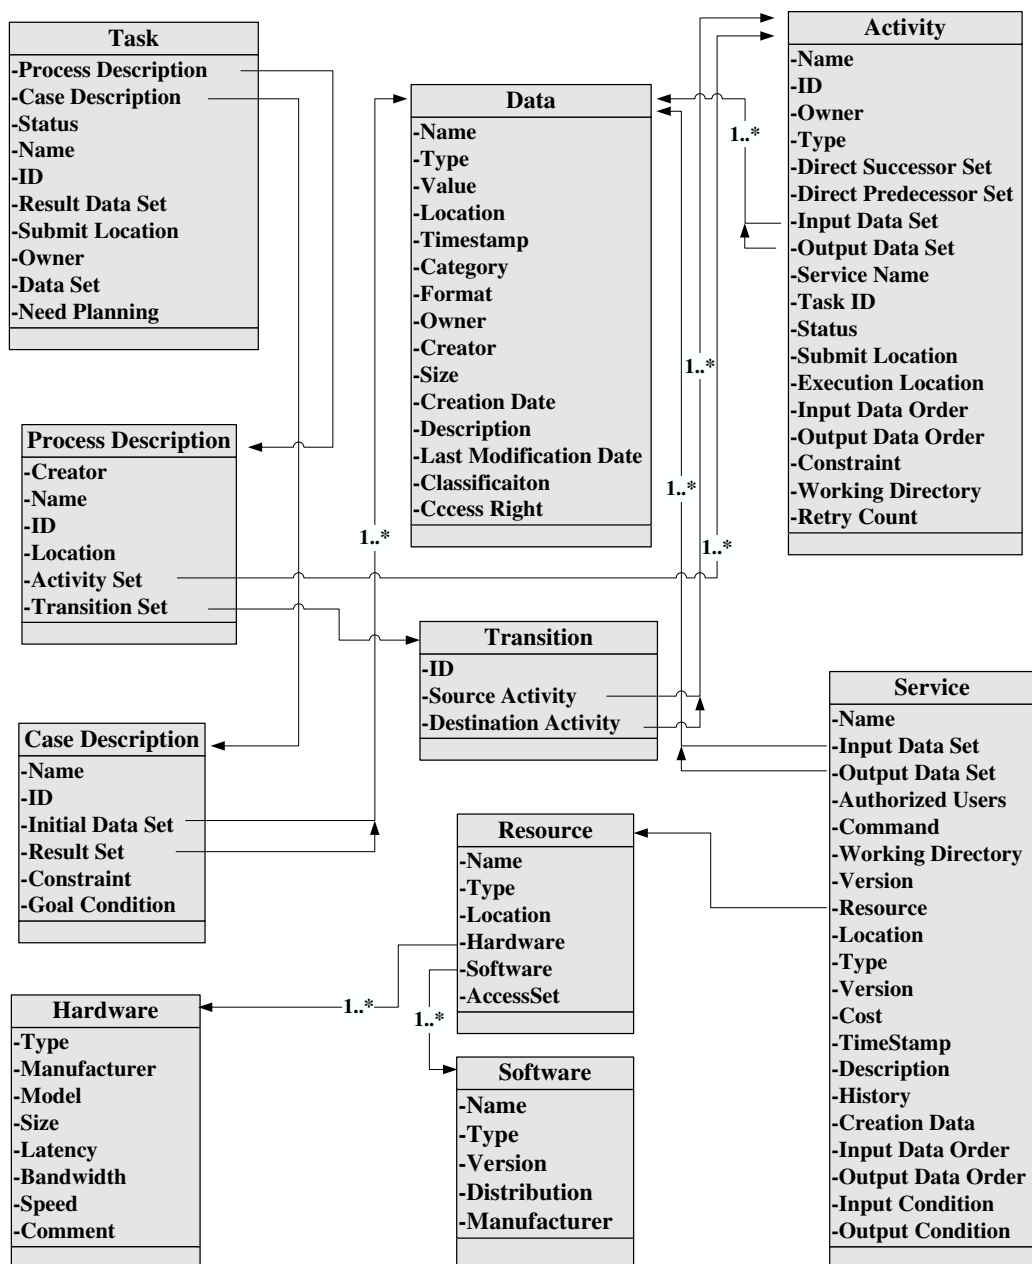 Task
-Process Description
-Case Description
-Status
-Name
-ID
-Result Data Set
-Submit Location
-Owner
-Data Set
-Need Planning
Data
-Name
-Type
-Value
-Location
-Timestamp
-Category
-Format
-Owner
-Creator
-Size
-Creation Date
-Description
-Last Modification Date
-Classificaiton
-Cccess Right
Activity
-Name
-ID
-Owner
-Type
-Direct Successor Set
-Direct Predecessor Set
-Input Data Set
-Output Data Set
-Service Name
-Task ID
-Status
-Submit Location
-Execution Location
-Input Data Order
-Output Data Order
-Constraint
-Working Directory
-Retry Count
1..*
1..*
1..*
1..*
1..*
Process Description
-Creator
-Name
-ID
-Location
-Activity Set
-Transition Set
Transition
-ID
-Source Activity
-Destination Activity
Case Description
-Name
-ID
-Initial Data Set
-Result Set
-Constraint
-Goal Condition
Resource
-Name
-Type
-Location
-Hardware
-Software
-AccessSet
Service
-Name
-Input Data Set
-Output Data Set
-Authorized Users
-Command
-Working Directory
-Version
-Resource
-Location
-Type
-Version
-Cost
-TimeStamp
-Description
-History
-Creation Data
-Input Data Order
-Output Data Order
-Input Condition
-Output Condition
1..*
1..*
Hardware
-Type
-Manufacturer
-Model
-Size
-Latency
-Bandwidth
-Speed
-Comment
Software
-Name
-Type
-Version
-Distribution
-Manufacturer